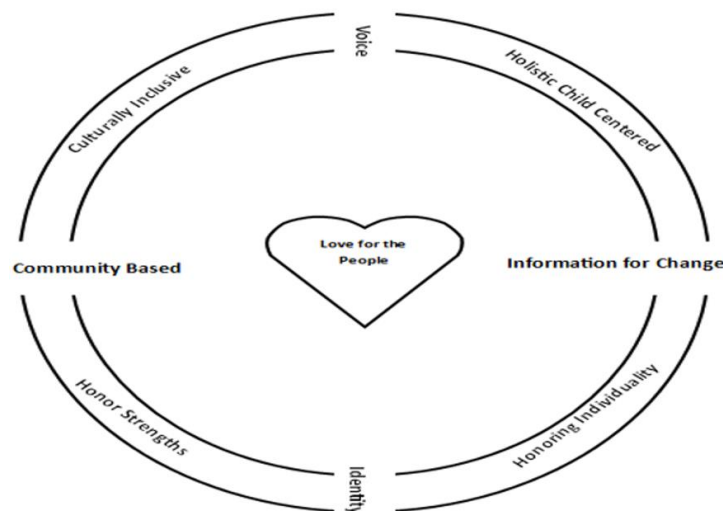 Voice
Culturally Inclusive
Holistic Child Centered
Love for the
People
Community Based
Information for Change
Honor Strengths
Honoring Individuality
Identity